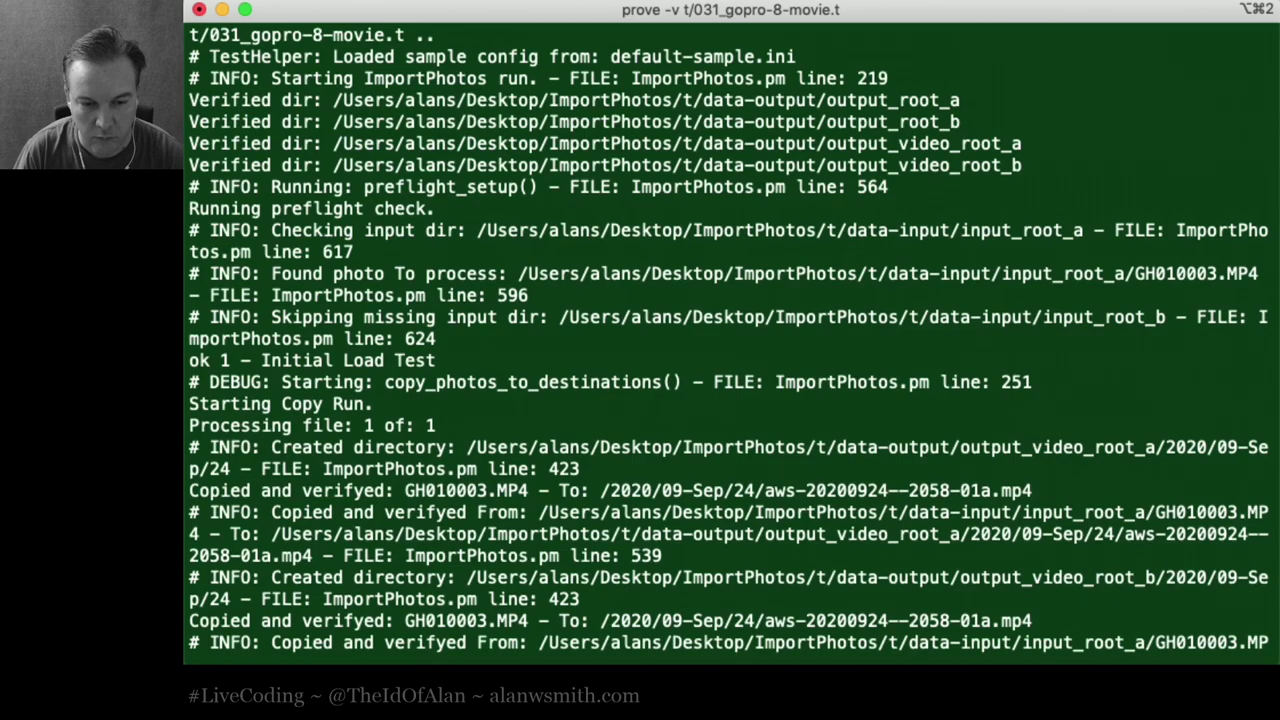 prove -v t/031_gopro-8-movie.t
⌥⌘2
t/031_gopro-8-movie.t ..
# TestHelper: Loaded sample config from: default-sample.ini
# INFO: Starting ImportPhotos run. - FILE: ImportPhotos.pm line: 219
Verified dir: /Users/alans/Desktop/ImportPhotos/t/data-output/output_root_a
Verified dir: /Users/alans/Desktop/ImportPhotos/t/data-output/output_root_b
Verified dir: /Users/alans/Desktop/ImportPhotos/t/data-output/output_video_root_a
Verified dir: /Users/alans/Desktop/ImportPhotos/t/data-output/output_video_root_b
# INFO: Running: preflight_setup() - FILE: ImportPhotos.pm line: 564
Running preflight check.
# INFO: Checking input dir: /Users/alans/Desktop/ImportPhotos/t/data-input/input_root_a - FILE: ImportPho
tos.pm line: 617
# INFO: Found photo To process: /Users/alans/Desktop/ImportPhotos/t/data-input/input_root_a/GH010003.MP4
- FILE: ImportPhotos.pm line: 596
# INFO: Skipping missing input dir: /Users/alans/Desktop/ImportPhotos/t/data-input/input_root_b - FILE: I
mportPhotos.pm line: 624
ok 1 - Initial Load Test
# DEBUG: Starting: copy_photos_to_destinations() - FILE: ImportPhotos.pm line: 251
Starting Copy Run.
Processing file: 1 of: 1
# INFO: Created directory: /Users/alans/Desktop/ImportPhotos/t/data-output/output_video_root_a/2020/09-Se
p/24 - FILE: ImportPhotos.pm line: 423
Copied and verifyed: GH010003.MP4 - To: /2020/09-Sep/24/aws-20200924--2058-01a.mp4
# INFO: Copied and verifyed From: /Users/alans/Desktop/ImportPhotos/t/data-input/input_root_a/GH010003.MP
4 - To: /Users/alans/Desktop/ImportPhotos/t/data-output/output_video_root_a/2020/09-Sep/24/aws-20200924--
2058-01a.mp4 - FILE: ImportPhotos.pm line: 539
# INFO: Created directory: /Users/alans/Desktop/ImportPhotos/t/data-output/output_video_root_b/2020/09-Se
p/24 - FILE: ImportPhotos.pm line: 423
Copied and verifyed: GH010003.MP4 - To: /2020/09-Sep/24/aws-20200924--2058-01a.mp4
# INFO: Copied and verifyed From: /Users/alans/Desktop/ImportPhotos/t/data-input/input_root_a/GH010003.MP
#LiveCoding ~ @TheIdOfAlan ~ alanwsmith.com